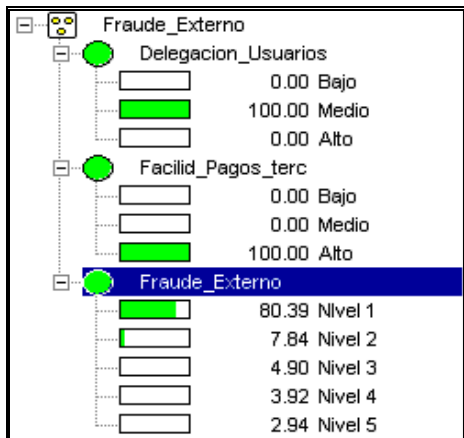 Fraude_Externo
Delegacion_Usuarios
0.00 Bajo
100.00 Medio
0.00 Alto
Facilid_Pagos_terc
0.00 Bajo
0.00 Medio
100.00 Alto
Fraude_Externo
80.39 NIvel 1
7.84 Nivel 2
4.90 Nivel 3
3.92 Nivel 4
2.94 Nivel 5